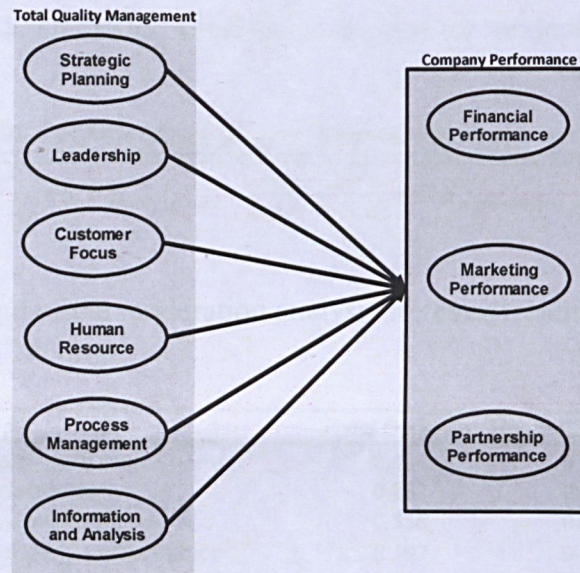 Total Quality Management
Strategic
Planning
Leadership
Customer
Focus
Human
Resource
Process
Management
Information
and Analysis
Company Performance
Financial
Performance
Marketing
Performance
Partnership
Performance